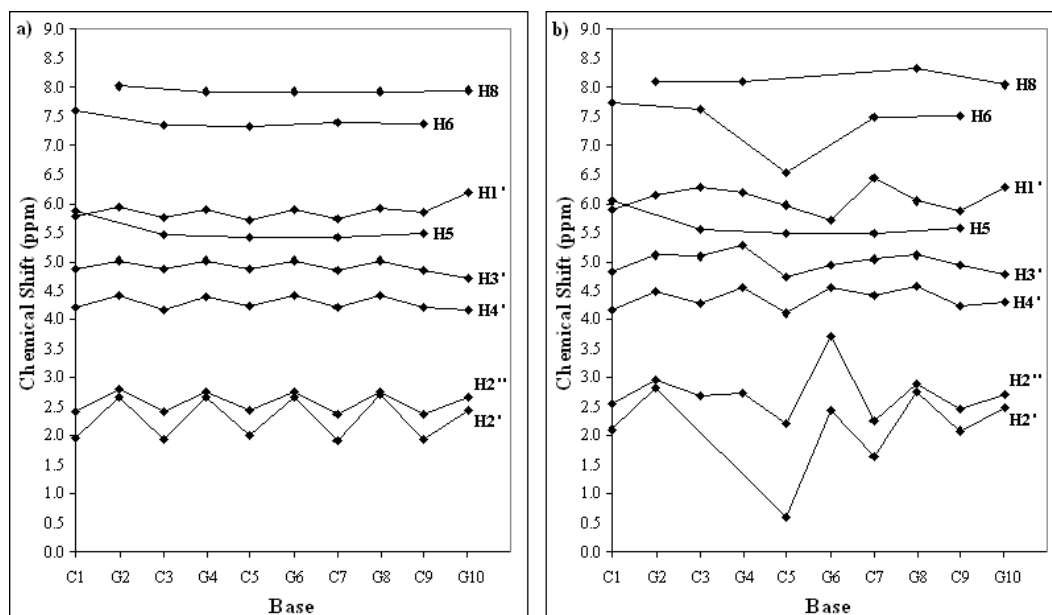 a)
9.0
8.5
8.0
7.5
7.0
6.5
6.0
5.5
5.0
4.5
4.0
3.5
3.0
2.5
2.0
1.5
1.0
0.5
0.0
Chemical Shift (ppm)
H8
H6
H1'
H5
H3'
H4'
H2''
H2'
C1 G2 C3 G4 C5 G6 C7 G8 C9 G10
Base
b)
9.0
8.5
8.0
7.5
7.0
6.5
6.0
5.5
5.0
4.5
4.0
3.5
3.0
2.5
2.0
1.5
1.0
0.5
0.0
Chemical Shift (ppm)
H8
H6
H1'
H5
H3'
H4'
H2''
H2'
C1 G2 C3 G4 C5 G6 C7 G8 C9 G10
Base